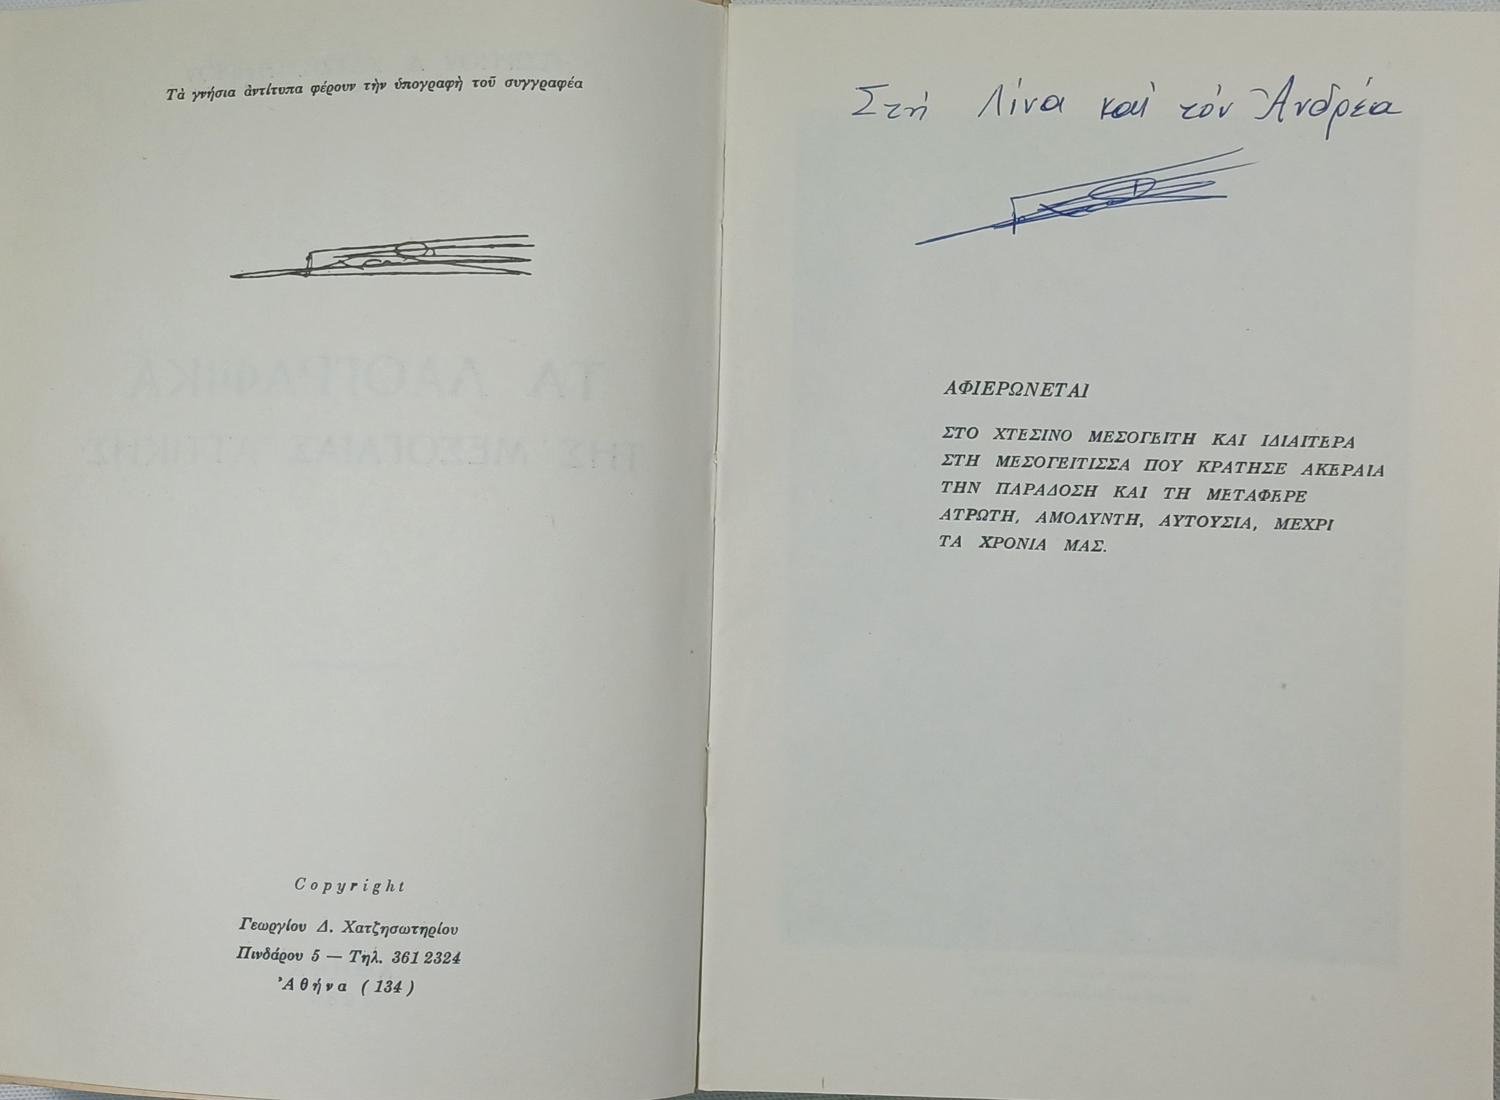 Τὰ γνήσια ἀντίτυπα φέρουν τὴν ὑπογραφὴ τοῦ συγγραφέα
Copyright
Γεωργίου Δ. Χατζησωτηρίου
Πινδάρου 5 — Τηλ. 361 2324
Ἀθήνα (134)
Στή Λίνα καὶ τόν Ἀνδρέα
ΑΦΙΕΡΩΝΕΤΑΙ
ΣΤΟ ΧΤΕΣΙΝΟ ΜΕΣΟΓΕΙΤΗ ΚΑΙ ΙΔΙΑΙΤΕΡΑ
ΣΤΗ ΜΕΣΟΓΕΙΤΙΣΣΑ ΠΟΥ ΚΡΑΤΗΣΕ ΑΚΕΡΑΙΑ
ΤΗΝ ΠΑΡΑΔΟΣΗ ΚΑΙ ΤΗ ΜΕΤΑΦΕΡΕ
ΑΤΡΩΤΗ, ΑΜΟΛΥΝΤΗ, ΑΥΤΟΥΣΙΑ, ΜΕΧΡΙ
ΤΑ ΧΡΟΝΙΑ ΜΑΣ.